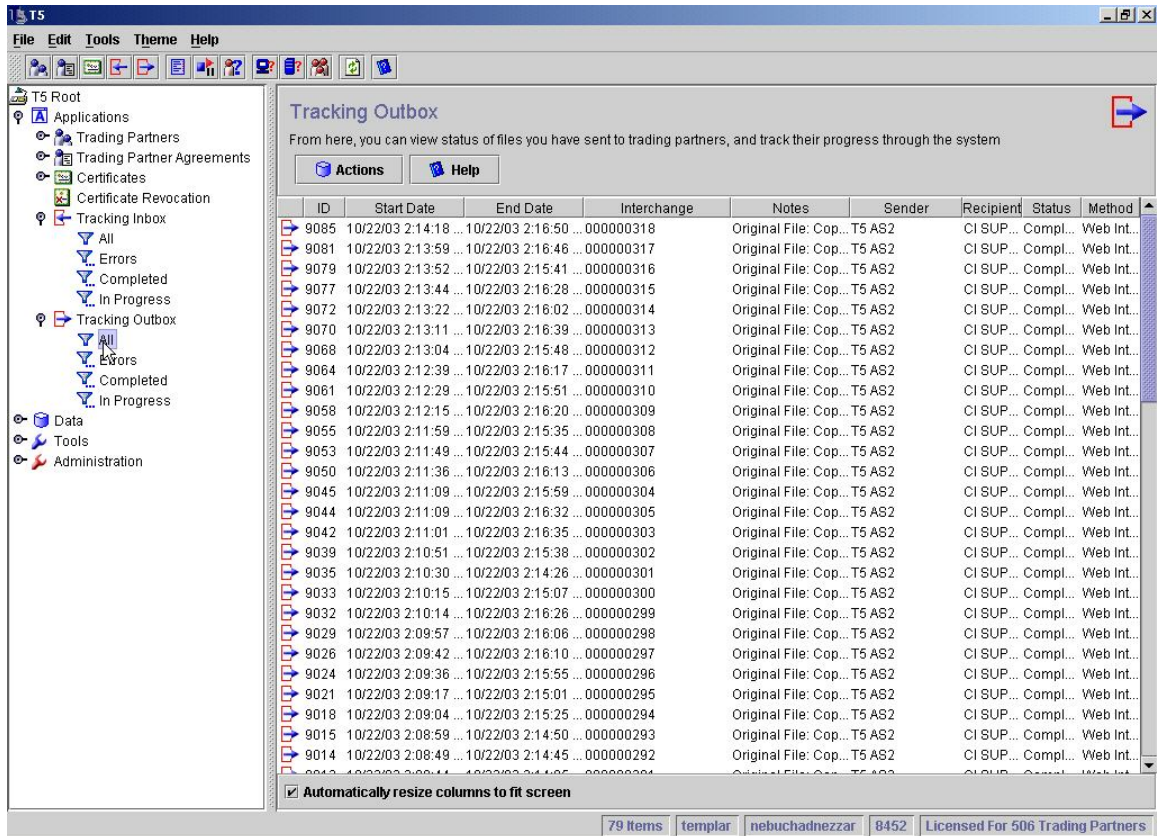 T5
File Edit Tools Theme Help
T5 Root
Applications
Trading Partners
Trading Partner Agreements
Certificates
Certificate Revocation
Tracking Inbox
All
Errors
Completed
In Progress
Tracking Outbox
All
Errors
Completed
In Progress
Data
Tools
Administration
Tracking Outbox
From here, you can view status of files you have sent to trading partners, and track their progress through the system
Actions Help
ID Start Date End Date Interchange Notes Sender Recipient Status Method
9085 10/22/03 2:14:18 ... 10/22/03 2:16:50 ... 000000318 Original File: Cop... T5 AS2 CI SUP... Compl... Web Int...
9081 10/22/03 2:13:59 ... 10/22/03 2:16:46 ... 000000317 Original File: Cop... T5 AS2 CI SUP... Compl... Web Int...
9079 10/22/03 2:13:52 ... 10/22/03 2:15:41 ... 000000316 Original File: Cop... T5 AS2 CI SUP... Compl... Web Int...
9077 10/22/03 2:13:44 ... 10/22/03 2:16:28 ... 000000315 Original File: Cop... T5 AS2 CI SUP... Compl... Web Int...
9072 10/22/03 2:13:22 ... 10/22/03 2:16:02 ... 000000314 Original File: Cop... T5 AS2 CI SUP... Compl... Web Int...
9070 10/22/03 2:13:11 ... 10/22/03 2:16:39 ... 000000313 Original File: Cop... T5 AS2 CI SUP... Compl... Web Int...
9068 10/22/03 2:13:04 ... 10/22/03 2:15:48 ... 000000312 Original File: Cop... T5 AS2 CI SUP... Compl... Web Int...
9064 10/22/03 2:12:39 ... 10/22/03 2:16:17 ... 000000311 Original File: Cop... T5 AS2 CI SUP... Compl... Web Int...
9061 10/22/03 2:12:29 ... 10/22/03 2:15:51 ... 000000310 Original File: Cop... T5 AS2 CI SUP... Compl... Web Int...
9058 10/22/03 2:12:15 ... 10/22/03 2:16:20 ... 000000309 Original File: Cop... T5 AS2 CI SUP... Compl... Web Int...
9055 10/22/03 2:11:59 ... 10/22/03 2:15:35 ... 000000308 Original File: Cop... T5 AS2 CI SUP... Compl... Web Int...
9053 10/22/03 2:11:49 ... 10/22/03 2:15:44 ... 000000307 Original File: Cop... T5 AS2 CI SUP... Compl... Web Int...
9050 10/22/03 2:11:36 ... 10/22/03 2:16:13 ... 000000306 Original File: Cop... T5 AS2 CI SUP... Compl... Web Int...
9045 10/22/03 2:11:09 ... 10/22/03 2:15:59 ... 000000304 Original File: Cop... T5 AS2 CI SUP... Compl... Web Int...
9044 10/22/03 2:11:09 ... 10/22/03 2:16:32 ... 000000305 Original File: Cop... T5 AS2 CI SUP... Compl... Web Int...
9042 10/22/03 2:11:01 ... 10/22/03 2:16:35 ... 000000303 Original File: Cop... T5 AS2 CI SUP... Compl... Web Int...
9039 10/22/03 2:10:51 ... 10/22/03 2:15:38 ... 000000302 Original File: Cop... T5 AS2 CI SUP... Compl... Web Int...
9035 10/22/03 2:10:30 ... 10/22/03 2:14:26 ... 000000301 Original File: Cop... T5 AS2 CI SUP... Compl... Web Int...
9033 10/22/03 2:10:15 ... 10/22/03 2:15:07 ... 000000300 Original File: Cop... T5 AS2 CI SUP... Compl... Web Int...
9032 10/22/03 2:10:14 ... 10/22/03 2:16:26 ... 000000299 Original File: Cop... T5 AS2 CI SUP... Compl... Web Int...
9029 10/22/03 2:09:57 ... 10/22/03 2:16:06 ... 000000298 Original File: Cop... T5 AS2 CI SUP... Compl... Web Int...
9026 10/22/03 2:09:42 ... 10/22/03 2:16:10 ... 000000297 Original File: Cop... T5 AS2 CI SUP... Compl... Web Int...
9024 10/22/03 2:09:36 ... 10/22/03 2:15:55 ... 000000296 Original File: Cop... T5 AS2 CI SUP... Compl... Web Int...
9021 10/22/03 2:09:17 ... 10/22/03 2:15:01 ... 000000295 Original File: Cop... T5 AS2 CI SUP... Compl... Web Int...
9018 10/22/03 2:09:04 ... 10/22/03 2:15:25 ... 000000294 Original File: Cop... T5 AS2 CI SUP... Compl... Web Int...
9015 10/22/03 2:08:59 ... 10/22/03 2:14:50 ... 000000293 Original File: Cop... T5 AS2 CI SUP... Compl... Web Int...
9014 10/22/03 2:08:49 ... 10/22/03 2:14:45 ... 000000292 Original File: Cop... T5 AS2 CI SUP... Compl... Web Int...
Automatically resize columns to fit screen
79 Items templar nebuchadnezzar 8452 Licensed For 506 Trading Partners